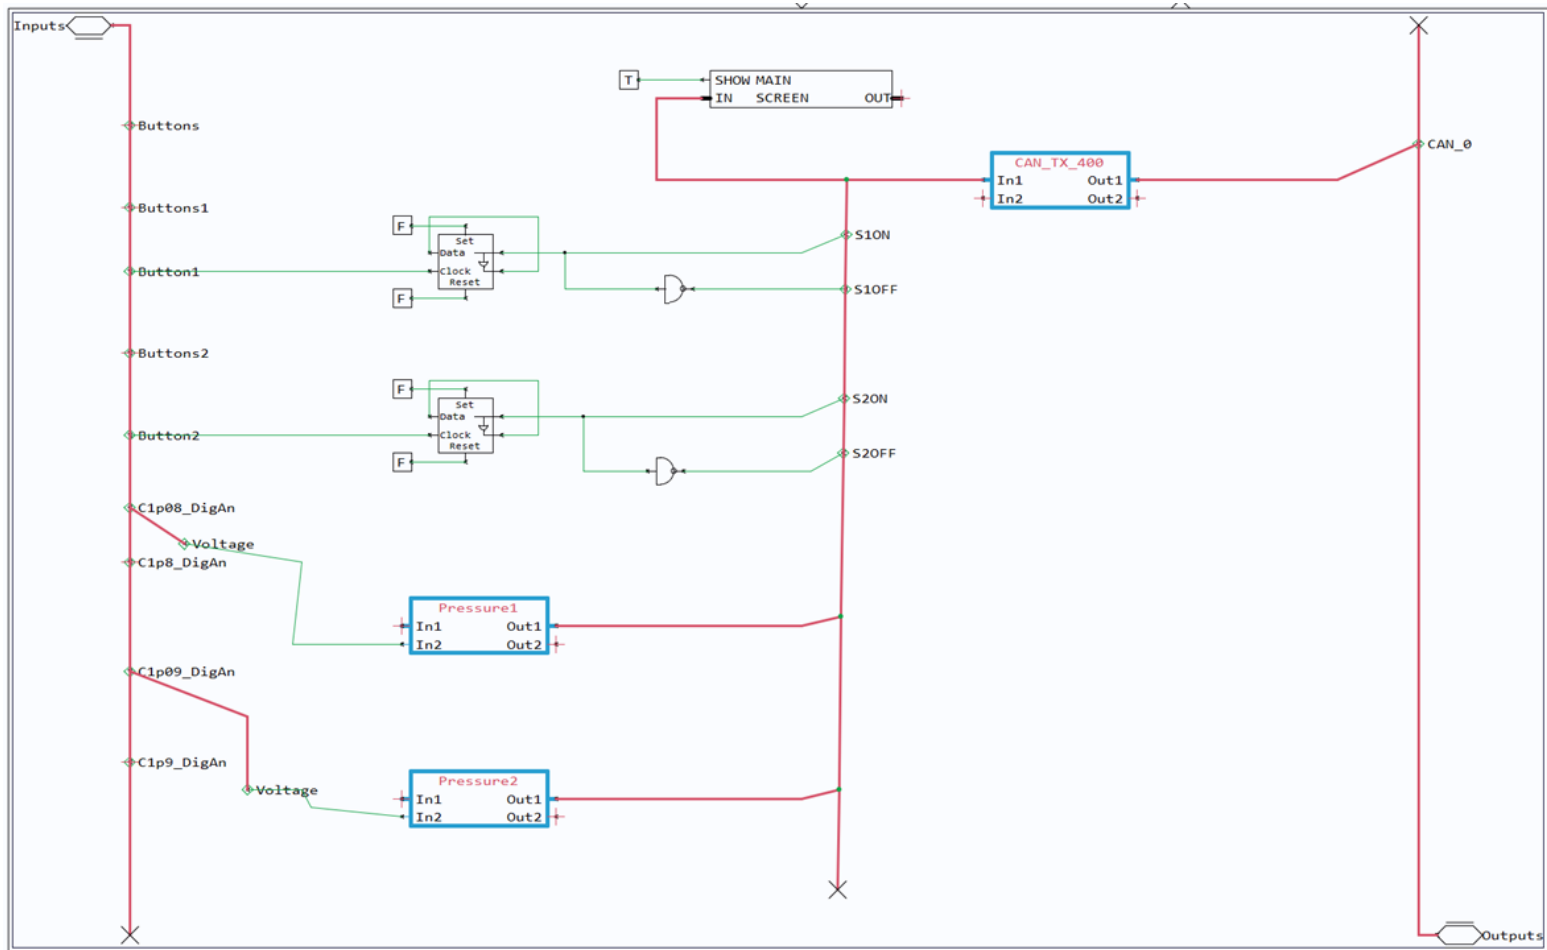 Inputs
T
SHOW MAIN
IN SCREEN OUT
Buttons
CAN_0
CAN_TX_400
In1 Out1
In2 Out2
Buttons1
F
Set
Data
S1ON
Button1
Clock
Reset
S1OFF
F
Buttons2
F
Set
Data
S2ON
Button2
Clock
Reset
S2OFF
F
C1p08_DigAn
Voltage
C1p8_DigAn
Pressure1
In1 Out1
In2 Out2
C1p09_DigAn
C1p9_DigAn
Voltage
Pressure2
In1 Out1
In2 Out2
Outputs